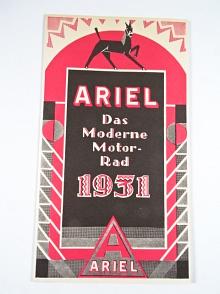 ARIEL
Das
Moderne
Motor-
Rad
1931
A
ARIEL